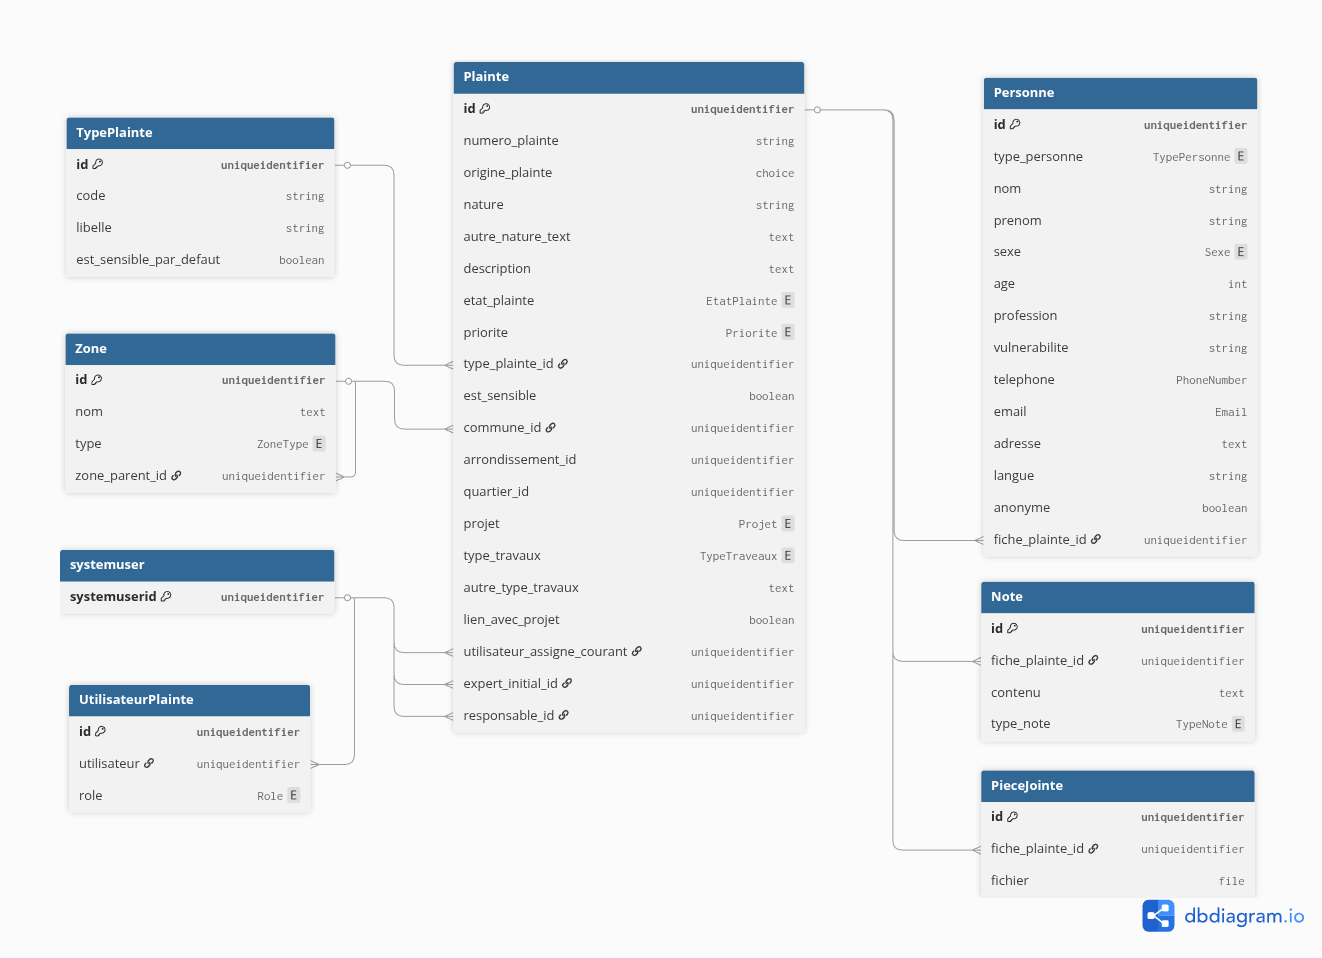 TypePlainte
id uniqueidentifier
code string
libelle string
est_sensible_par_defaut boolean
Zone
id uniqueidentifier
nom text
type ZoneType E
zone_parent_id uniqueidentifier
systemuser
systemuserid uniqueidentifier
UtilisateurPlainte
id uniqueidentifier
utilisateur uniqueidentifier
role Role E
Plainte
id uniqueidentifier
numero_plainte string
origine_plainte choice
nature string
autre_nature_text text
description text
etat_plainte EtatPlainte E
priorite Priorite E
type_plainte_id uniqueidentifier
est_sensible boolean
commune_id uniqueidentifier
arrondissement_id uniqueidentifier
quartier_id uniqueidentifier
projet Projet E
type_travaux TypeTraveaux E
autre_type_travaux text
lien_avec_projet boolean
utilisateur_assigne_courant uniqueidentifier
expert_initial_id uniqueidentifier
responsable_id uniqueidentifier
Personne
id uniqueidentifier
type_personne TypePersonne E
nom string
prenom string
sexe Sexe E
age int
profession string
vulnerabilite string
telephone PhoneNumber
email Email
adresse text
langue string
anonyme boolean
fiche_plainte_id uniqueidentifier
Note
id uniqueidentifier
fiche_plainte_id uniqueidentifier
contenu text
type_note TypeNote E
PieceJointe
id uniqueidentifier
fiche_plainte_id uniqueidentifier
fichier file
dbdiagram.io